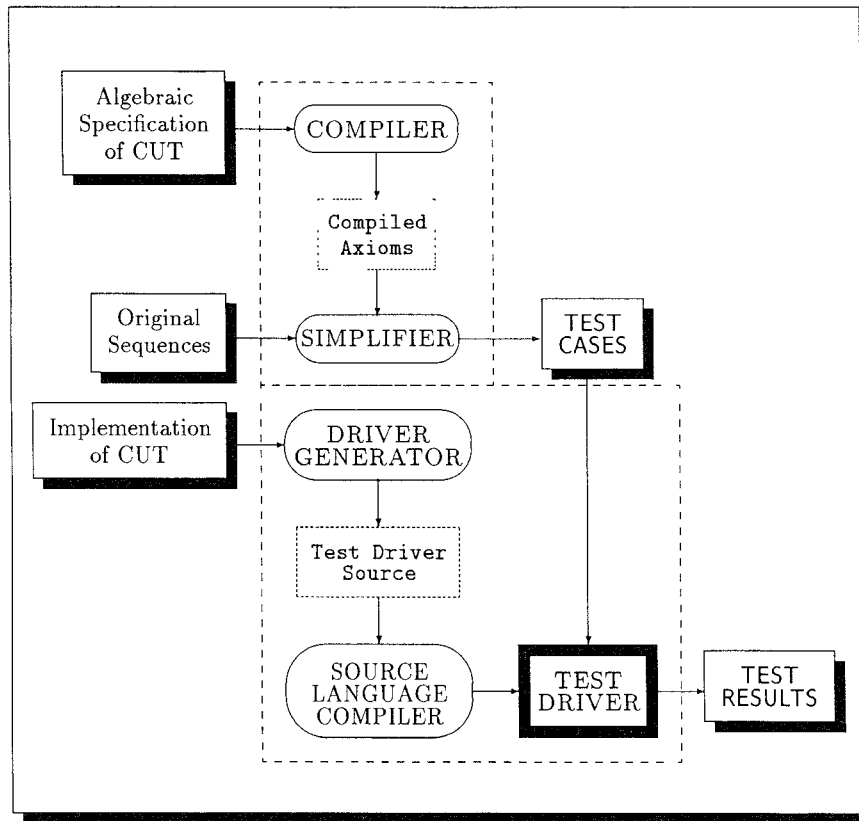 Algebraic
Specification
of CUT
COMPILER
Compiled
Axioms
Original
Sequences
SIMPLIFIER
TEST
CASES
Implementation
of CUT
DRIVER
GENERATOR
Test Driver
Source
SOURCE
LANGUAGE
COMPILER
TEST
DRIVER
TEST
RESULTS